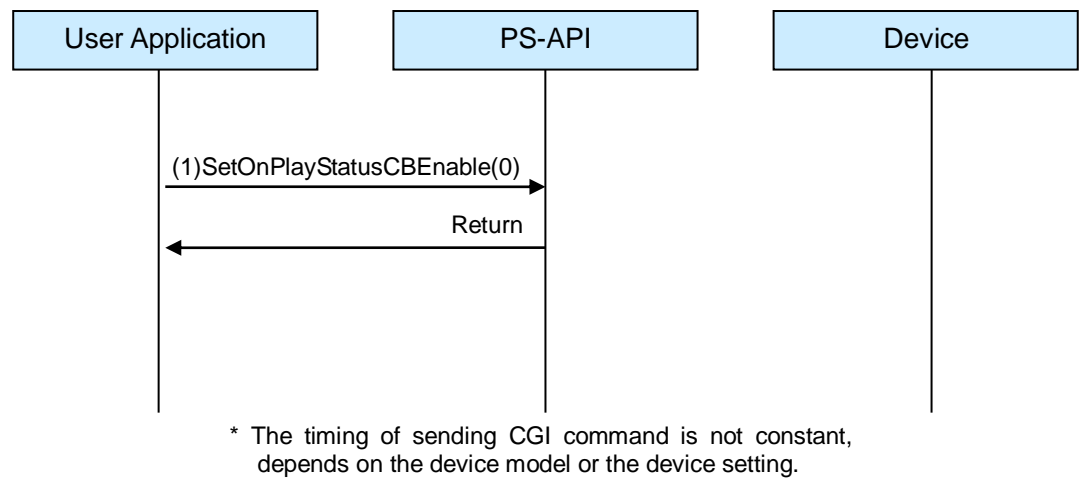 User Application
PS-API
Device
(1)SetOnPlayStatusCBEnable(0)
Return
* The timing of sending CGI command is not constant,
depends on the device model or the device setting.